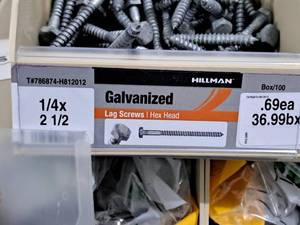 T#786874-H812012
HILLMAN
Box/100
1/4x
2 1/2
Galvanized
Lag Screws | Hex Head
.69ea
36.99bx